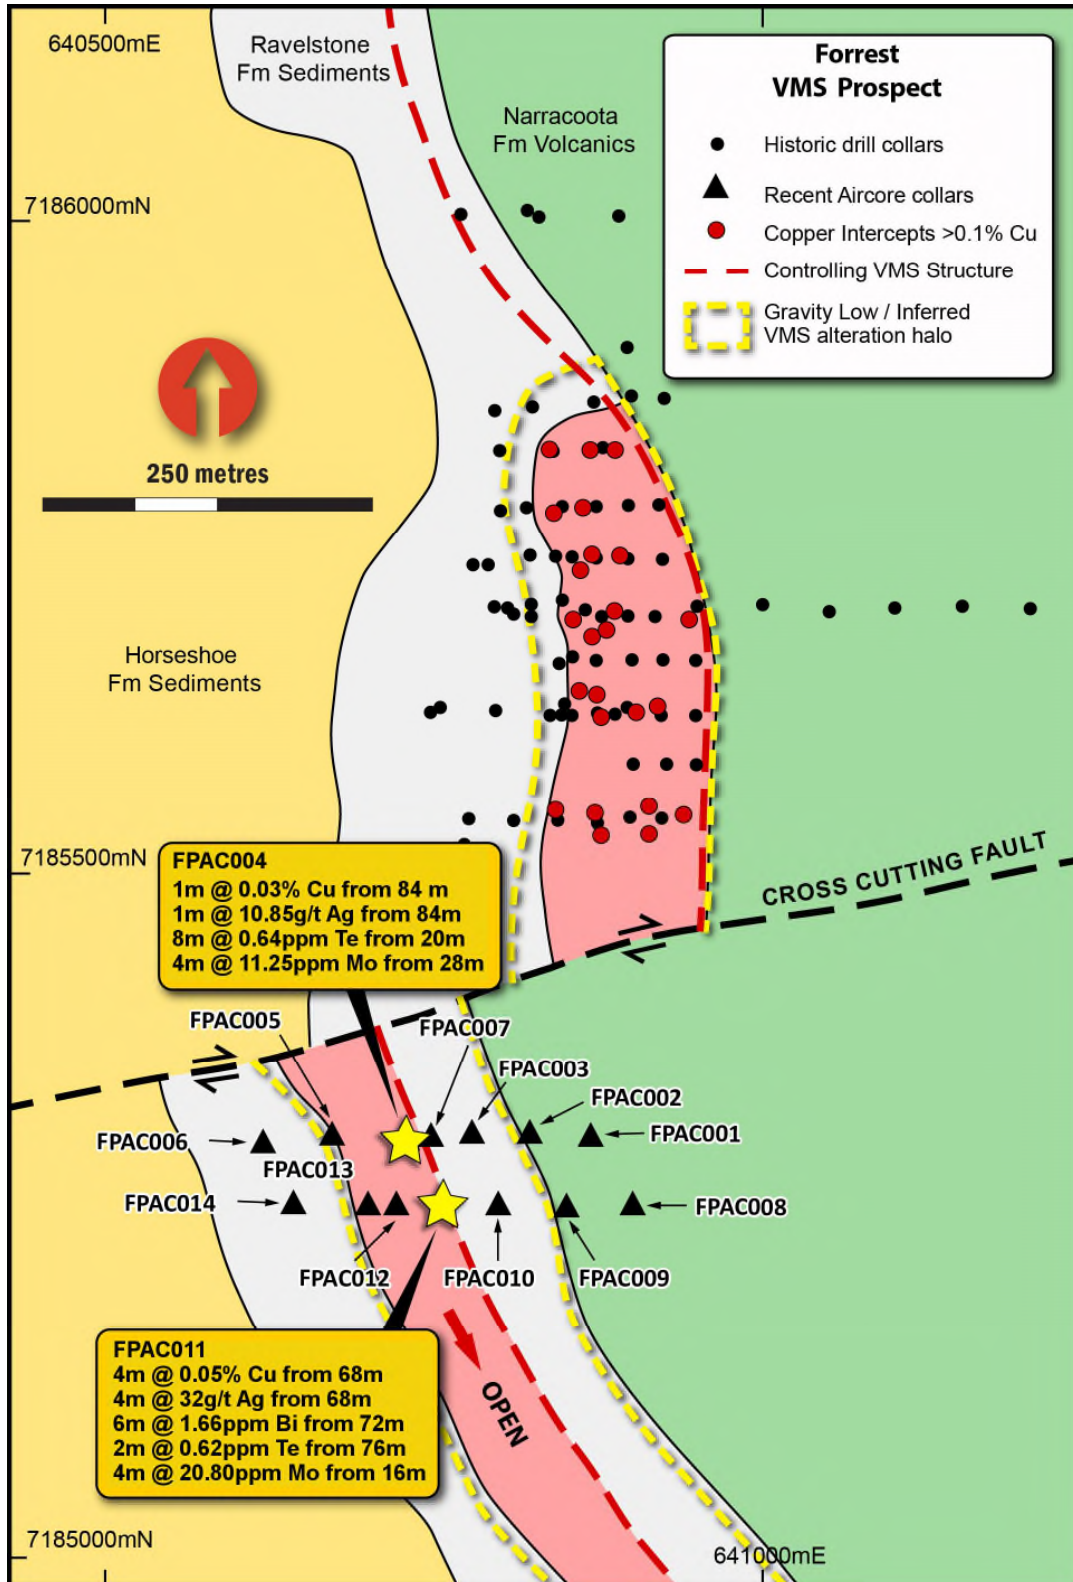 640500mE
Ravelstone
Fm Sediments
Narracoota
Fm Volcanics
Forrest
VMS Prospect
Historic drill collars
Recent Aircore collars
Copper Intercepts >0.1% Cu
Controlling VMS Structure
Gravity Low / Inferred
VMS alteration halo
7186000mN
250 metres
Horseshoe
Fm Sediments
7185500mN
CROSS CUTTING FAULT
FPAC004
1m @ 0.03% Cu from 84 m
1m @ 10.85g/t Ag from 84m
8m @ 0.64ppm Te from 20m
4m @ 11.25ppm Mo from 28m
FPAC005
FPAC007
FPAC003
FPAC002
FPAC001
FPAC006
FPAC013
FPAC014
FPAC008
FPAC012
FPAC010
FPAC009
FPAC011
4m @ 0.05% Cu from 68m
4m @ 32g/t Ag from 68m
6m @ 1.66ppm Bi from 72m
2m @ 0.62ppm Te from 76m
4m @ 20.80ppm Mo from 16m
OPEN
7185000mN
641000mE